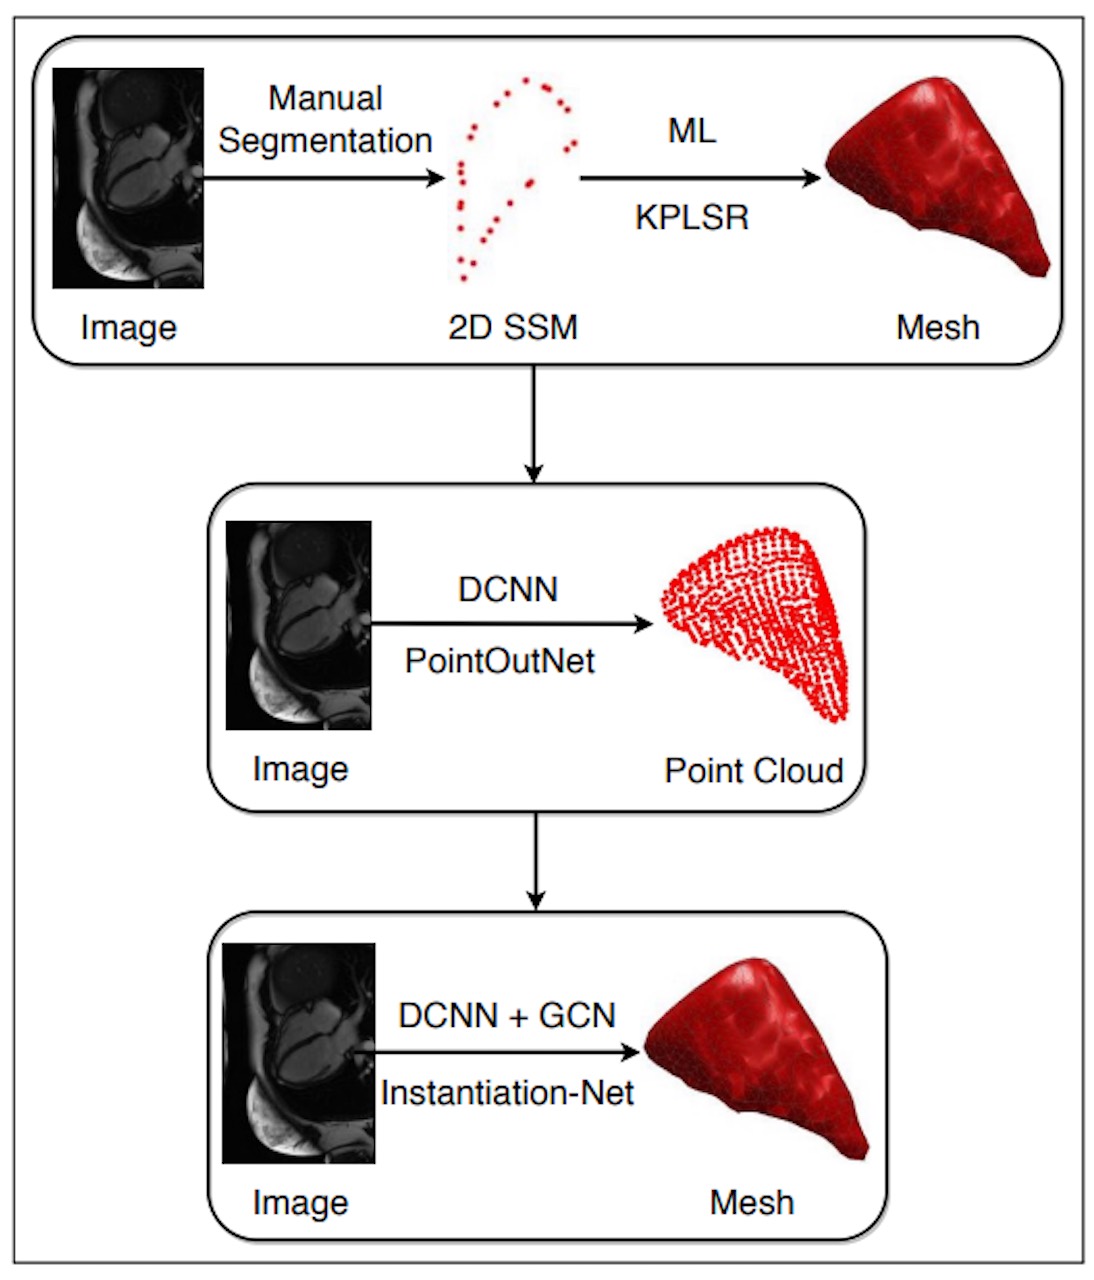 Manual
Segmentation
ML
KPLSR
Image
2D SSM
Mesh
DCNN
PointOutNet
Image
Point Cloud
DCNN + GCN
Instantiation-Net
Image
Mesh